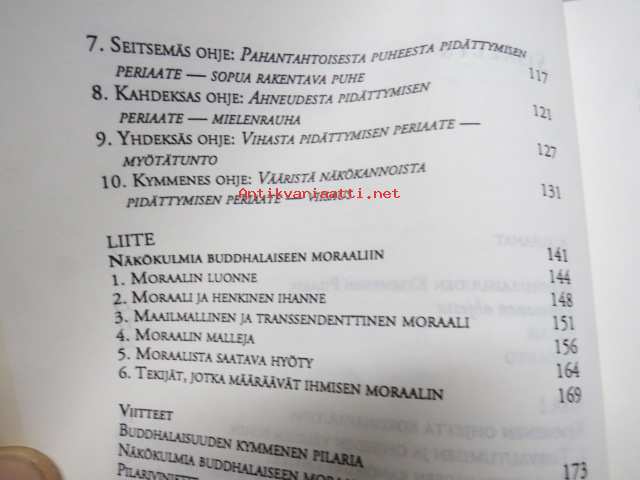 7. Seitsemäs ohje: Pahantahtoisesta puheesta pidättymisen
periaate — sopua rakentava puhe 117
8. Kahdeksas ohje: Ahneudesta pidättymisen
periaate — mielenrauha 121
9. Yhdeksäs ohje: Vihasta pidättymisen periaate —
myötätunto 127
10. Kymmenes ohje: Vääristä näkökannoista
Antikvariaatti.net
pidättymisen periaate — viisaus 131
LIITE
Näkökulmia buddhalaiseen moraaliin 141
1. Moraalin luonne 144
2. Moraali ja henkinen ihanne 148
3. Maailmallinen ja transsendenttinen moraali 151
4. Moraalin malleja 156
5. Moraalista saatava hyöty 164
6. Tekijät, jotka määräävät ihmisen moraalin 169
Viitteet
Buddhalaisuuden kymmenen pilaria
Näkökulmia buddhalaiseen 173